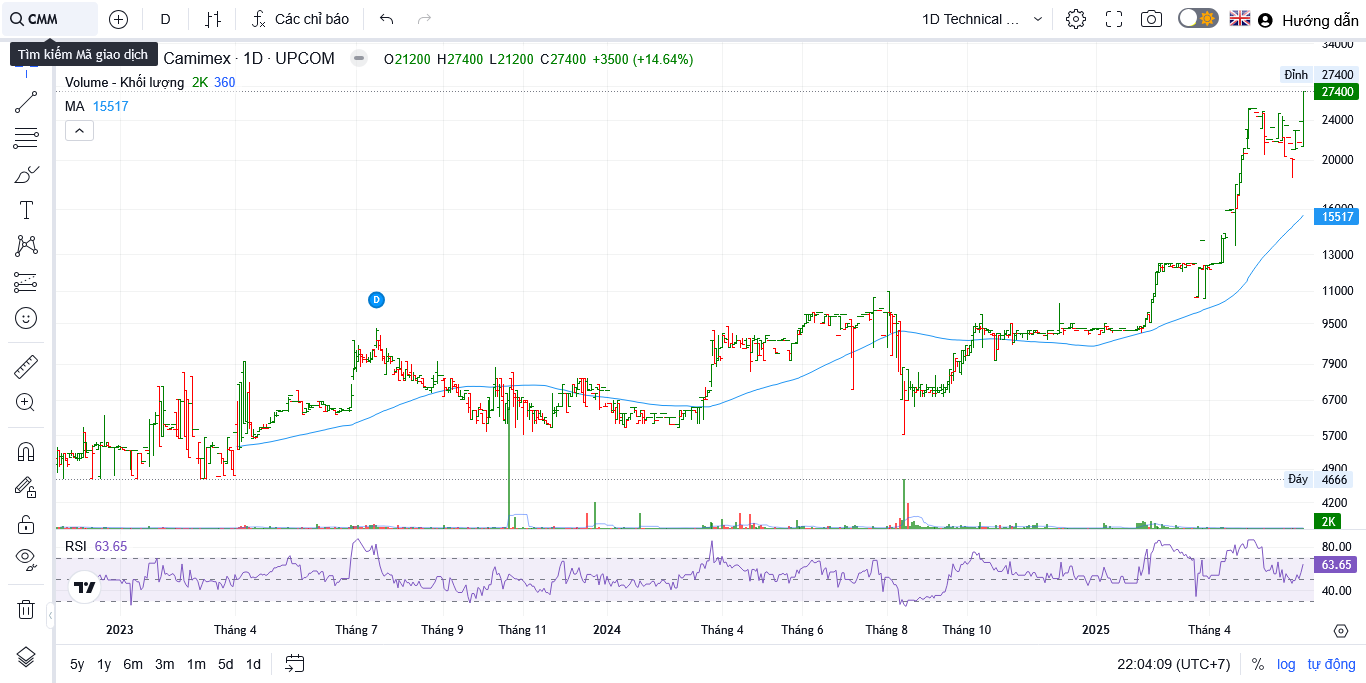 CMM D Các chỉ báo 1D Technical ... Hướng dẫn
Tìm kiếm Mã giao dịch
Camimex · 1D · UPCOM O21200 H27400 L21200 C27400 +3500 (+14.64%)
Volume - Khối lượng 2K 360
MA 15517
34000
Đỉnh 27400
27400
24000
20000
16000
15517
13000
11000
9500
7900
6700
5700
4900
Đáy 4666
4200
2K
D
RSI 63.65
80.00
63.65
40.00
2023 Tháng 4 Tháng 7 Tháng 9 Tháng 11 2024 Tháng 4 Tháng 6 Tháng 8 Tháng 10 2025 Tháng 4
5y 1y 6m 3m 1m 5d 1d 22:04:09 (UTC+7) % log tự động